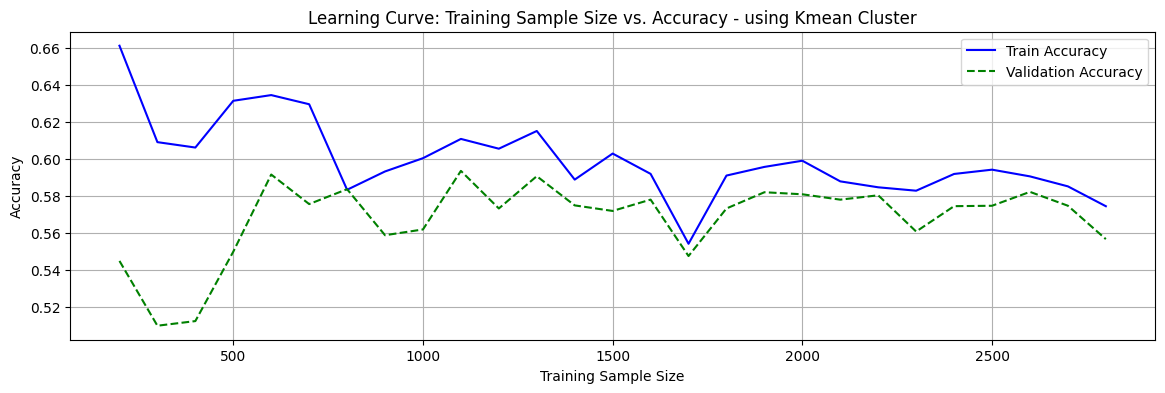 Learning Curve: Training Sample Size vs. Accuracy - using Kmean Cluster
Train Accuracy
Validation Accuracy
Accuracy
0.66
0.64
0.62
0.60
0.58
0.56
0.54
0.52
500
1000
1500
2000
2500
Training Sample Size